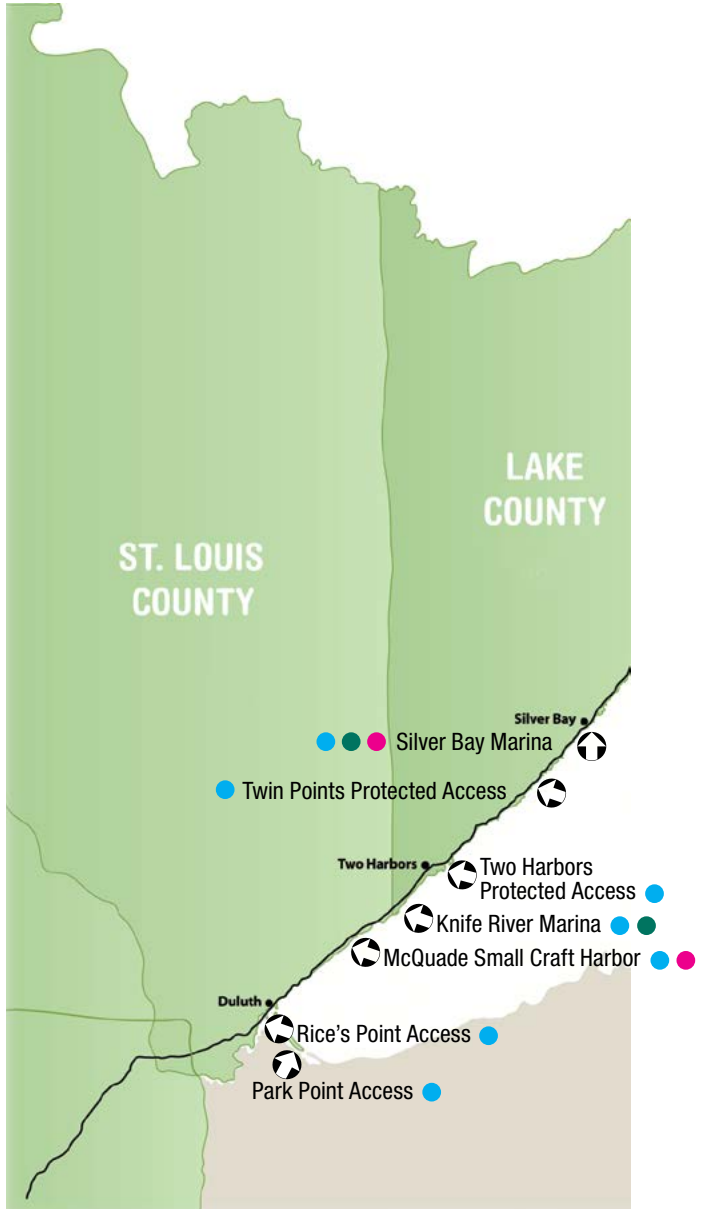 LAKE
COUNTY
ST. LOUIS
COUNTY
Silver Bay
Silver Bay Marina
Twin Points Protected Access
Two Harbors
Two Harbors
Protected Access
Knife River Marina
McQuade Small Craft Harbor
Duluth
Rice's Point Access
Park Point Access